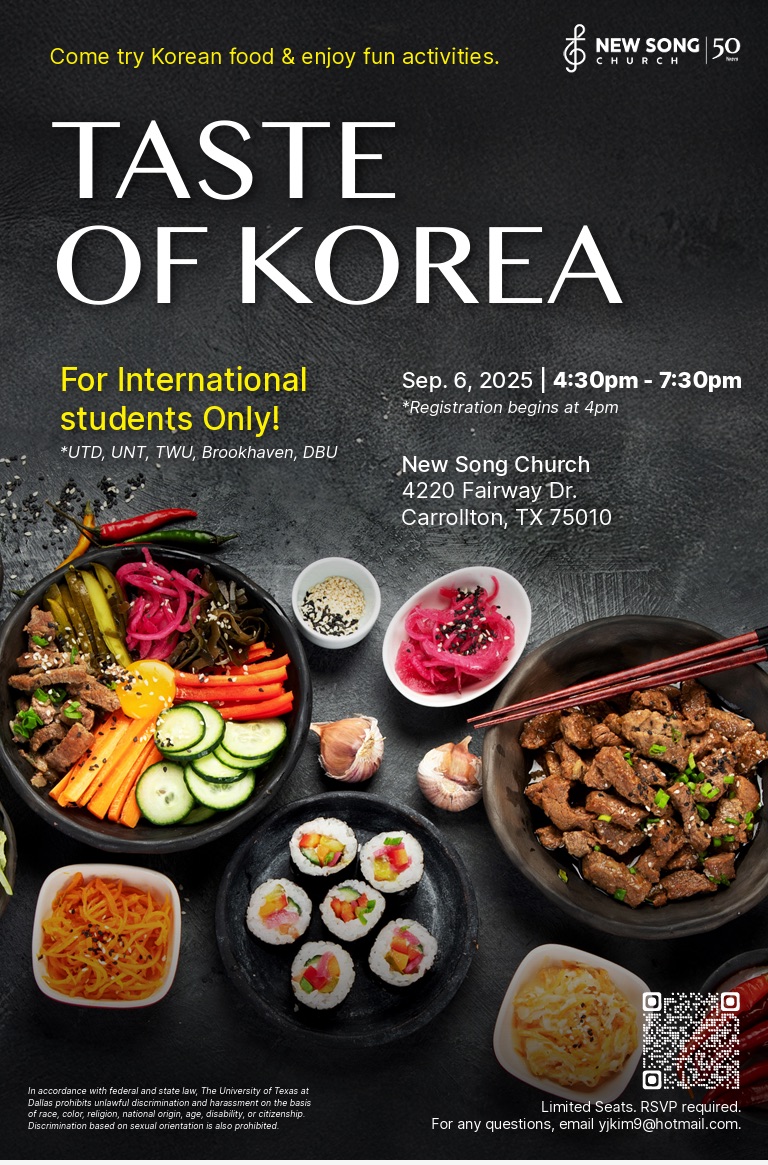 Come try Korean food & enjoy fun activities.
NEW SONG
CHURCH
50
Years
TASTE
OF KOREA
For International
students Only!
*UTD, UNT, TWU, Brookhaven, DBU
Sep. 6, 2025 | 4:30pm - 7:30pm
*Registration begins at 4pm
New Song Church
4220 Fairway Dr.
Carrollton, TX 75010
In accordance with federal and state law, The University of Texas at
Dallas prohibits unlawful discrimination and harassment on the basis
of race, color, religion, national origin, age, disability, or citizenship.
Discrimination based on sexual orientation is also prohibited.
Limited Seats. RSVP required.
For any questions, email yjkim9@hotmail.com.